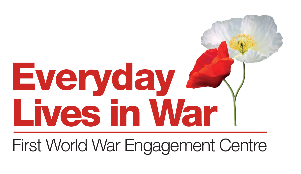 Everyday
Lives in War
First World War Engagement Centre